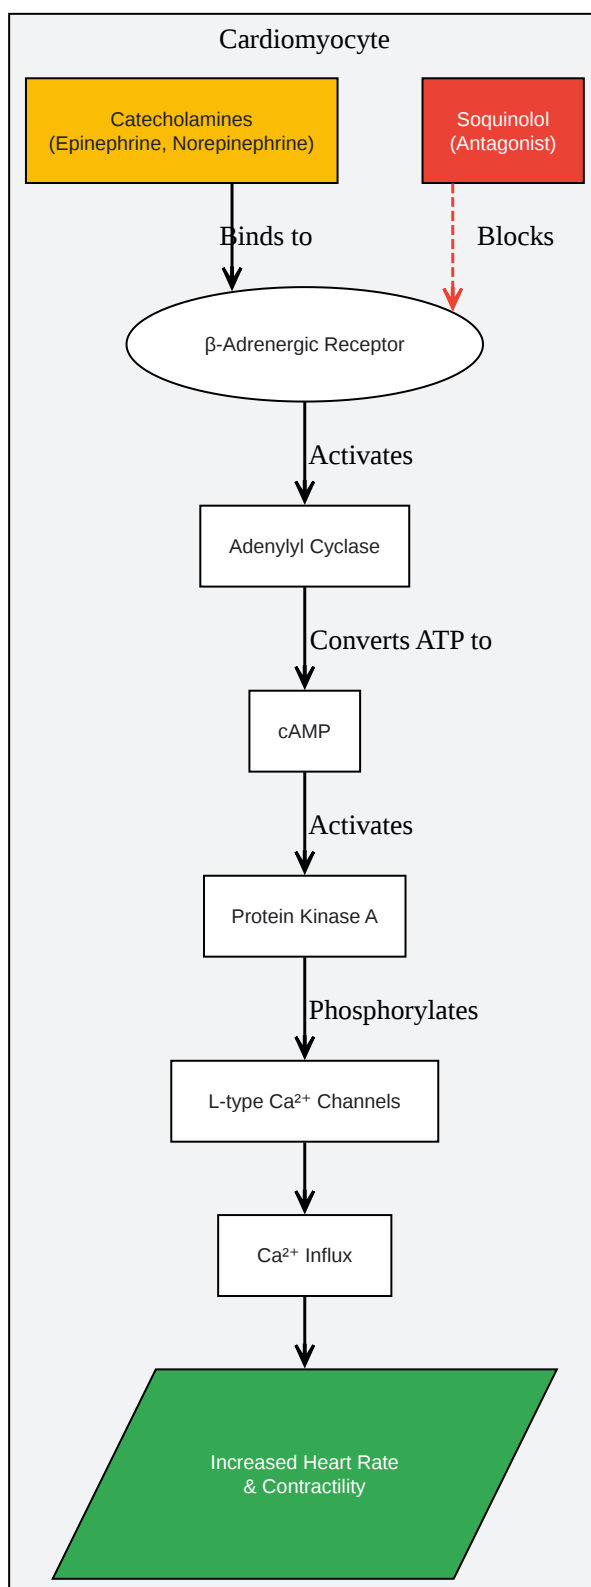 Cardiomyocyte
Catecholamines
(Epinephrine, Norepinephrine)
Soquinolol
(Antagonist)
Binds to
Blocks
β-Adrenergic Receptor
Activates
Adenylyl Cyclase
Converts ATP to
cAMP
Activates
Protein Kinase A
Phosphorylates
L-type Ca²⁺ Channels
Ca²⁺ Influx
Increased Heart Rate
& Contractility